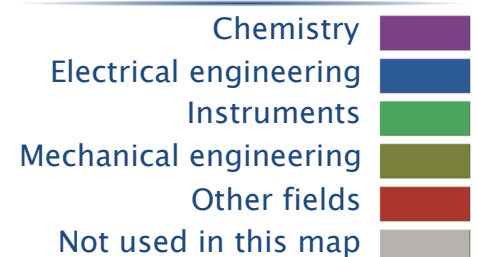 Chemistry
Electrical engineering
Instruments
Mechanical engineering
Other fields
Not used in this map